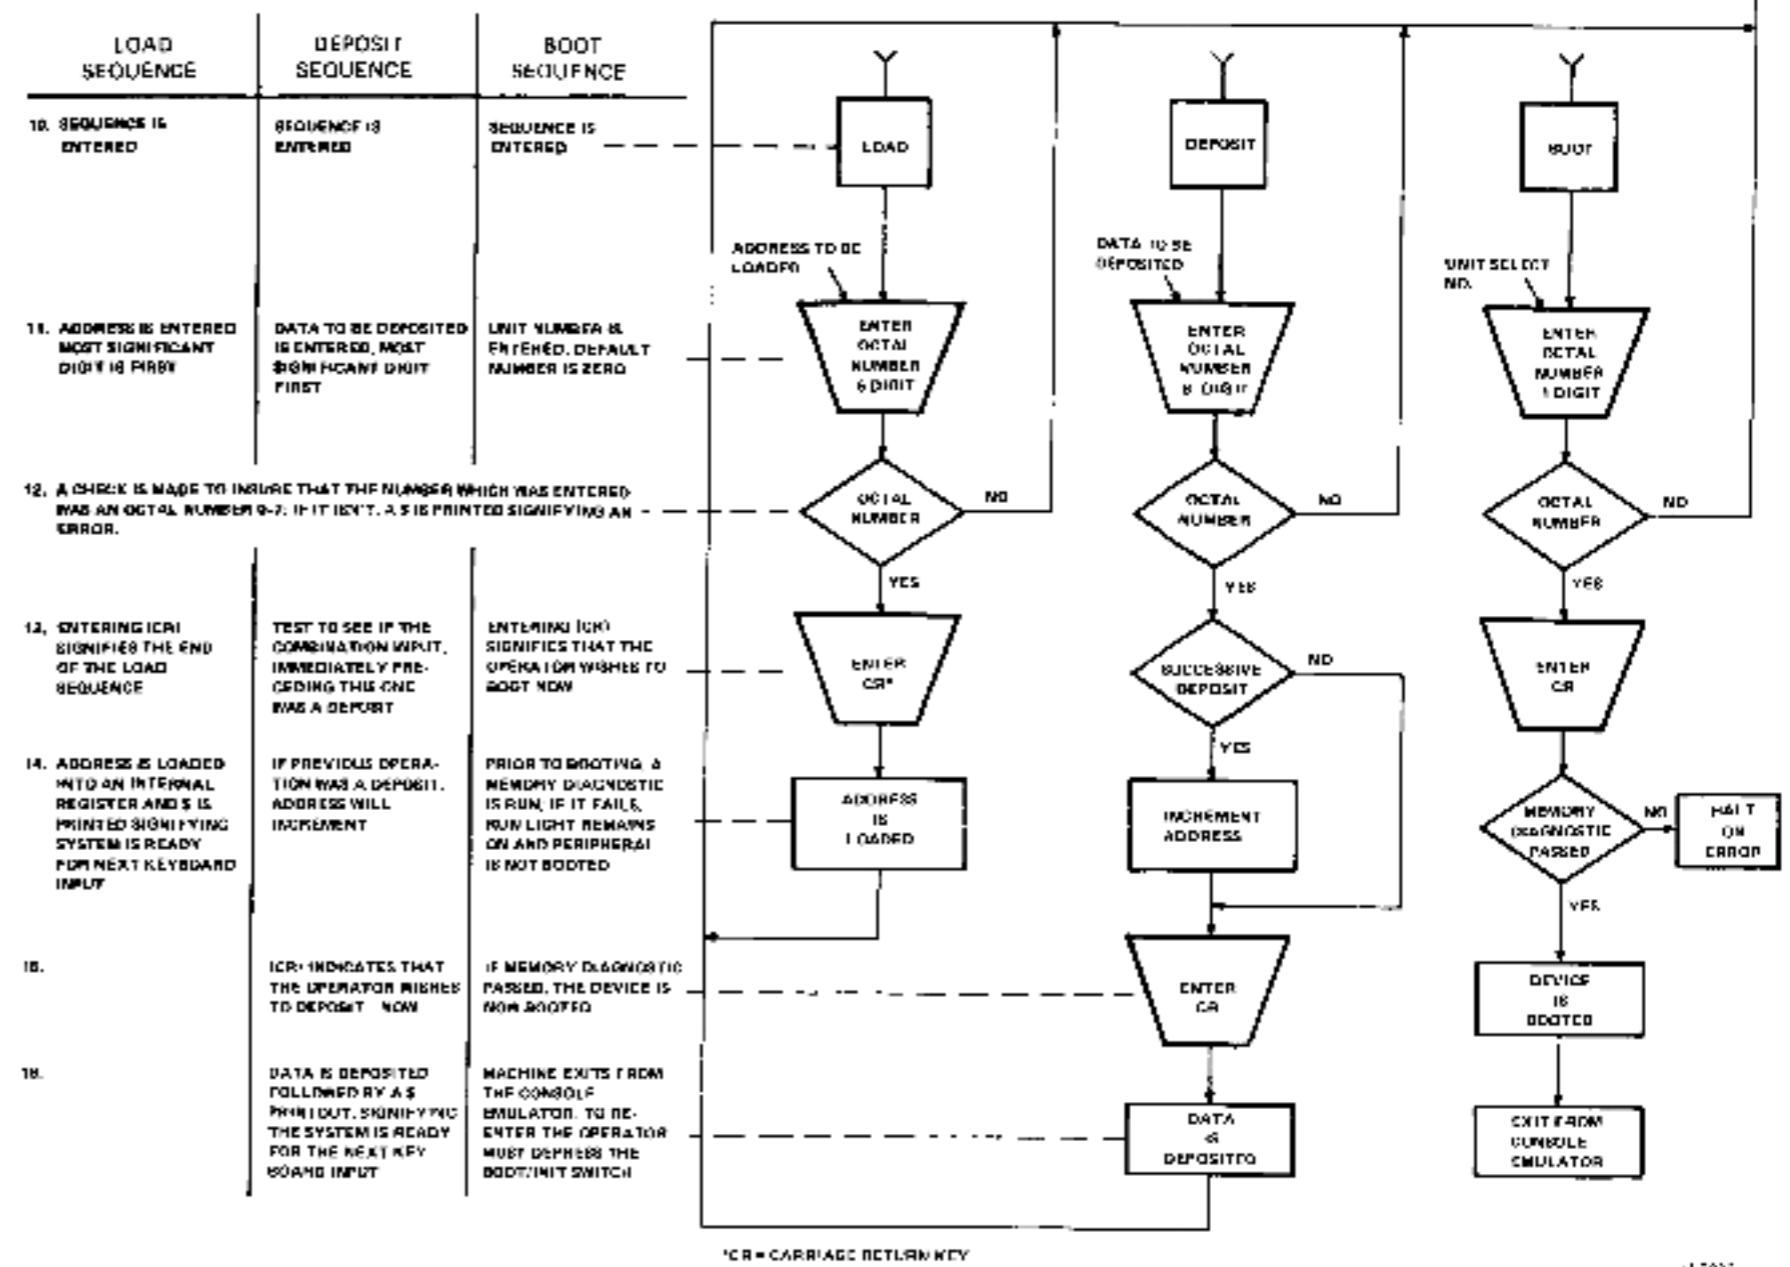 LOAD
SEQUENCE
DEPOSIT
SEQUENCE
BOOT
SEQUENCE
10. SEQUENCE IS
ENTERED
SEQUENCE IS
ENTERED
SEQUENCE IS
ENTERED
11. ADDRESS IS ENTERED
MOST SIGNIFICANT
DIGIT IS FIRST
DATA TO BE DEPOSITED
IS ENTERED, MOST
SIGNIFICANT DIGIT
FIRST
UNIT NUMBER IS
ENTERED. DEFAULT
NUMBER IS ZERO
12. A CHECK IS MADE TO INSURE THAT THE NUMBER WHICH WAS ENTERED
WAS AN OCTAL NUMBER 0-7; IF IT ISN'T, A $ IS PRINTED SIGNIFYING AN
ERROR.
13. ENTERING (CR)
SIGNIFIES THE END
OF THE LOAD
SEQUENCE
TEST TO SEE IF THE
COMBINATION INPUT,
IMMEDIATELY PRE-
CEDING THIS ONE
WAS A DEPOSIT
ENTERING (CR)
SIGNIFIES THAT THE
OPERATOR WISHES TO
BOOT NOW
14. ADDRESS IS LOADED
INTO AN INTERNAL
REGISTER AND $ IS
PRINTED SIGNIFYING
SYSTEM IS READY
FOR NEXT KEYBOARD
INPUT
IF PREVIOUS OPERA-
TION WAS A DEPOSIT,
ADDRESS WILL
INCREMENT
PRIOR TO BOOTING, A
MEMORY DIAGNOSTIC
IS RUN; IF IT FAILS,
RUN LIGHT REMAINS
ON AND PERIPHERAL
IS NOT BOOTED
15.
(CR) INDICATES THAT
THE OPERATOR WISHES
TO DEPOSIT NOW
IF MEMORY DIAGNOSTIC
PASSED, THE DEVICE IS
NOW BOOTED
16.
DATA IS DEPOSITED
FOLLOWED BY A $
PRINTOUT, SIGNIFYING
THE SYSTEM IS READY
FOR THE NEXT KEY
BOARD INPUT
MACHINE EXITS FROM
THE CONSOLE
EMULATOR. TO RE-
ENTER THE OPERATOR
MUST DEPRESS THE
BOOT/INIT SWITCH
LOAD
ADDRESS TO BE
LOADED
ENTER
OCTAL
NUMBER
6 DIGIT
OCTAL
NUMBER
NO
YES
ENTER
CR*
ADDRESS
IS
LOADED
DEPOSIT
DATA TO BE
DEPOSITED
ENTER
OCTAL
NUMBER
6 DIGIT
OCTAL
NUMBER
NO
YES
SUCCESSIVE
DEPOSIT
NO
YES
INCREMENT
ADDRESS
ENTER
CR
DATA
IS
DEPOSITED
BOOT
UNIT SELECT
NO.
ENTER
OCTAL
NUMBER
1 DIGIT
OCTAL
NUMBER
NO
YES
ENTER
CR
MEMORY
DIAGNOSTIC
PASSED
NO
HALT
ON
ERROR
YES
DEVICE
IS
BOOTED
EXIT FROM
CONSOLE
EMULATOR
*CR = CARRIAGE RETURN KEY